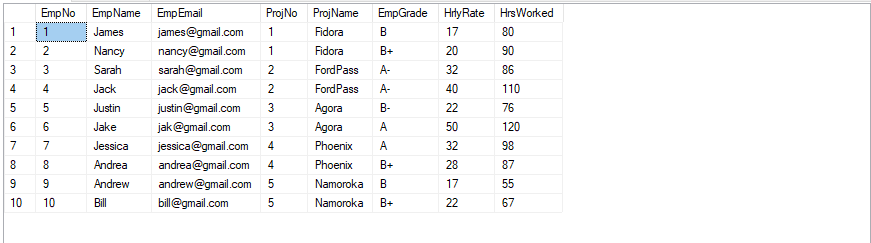 EmpNo EmpName EmpEmail ProjNo ProjName EmpGrade HrlyRate HrsWorked
1 1 James james@gmail.com 1 Fidora B 17 80
2 2 Nancy nancy@gmail.com 1 Fidora B+ 20 90
3 3 Sarah sarah@gmail.com 2 FordPass A- 32 86
4 4 Jack jack@gmail.com 2 FordPass A- 40 110
5 5 Justin justin@gmail.com 3 Agora B- 22 76
6 6 Jake jak@gmail.com 3 Agora A 50 120
7 7 Jessica jessica@gmail.com 4 Phoenix A 32 98
8 8 Andrea andrea@gmail.com 4 Phoenix B+ 28 87
9 9 Andrew andrew@gmail.com 5 Namoroka B 17 55
10 10 Bill bill@gmail.com 5 Namoroka B+ 22 67